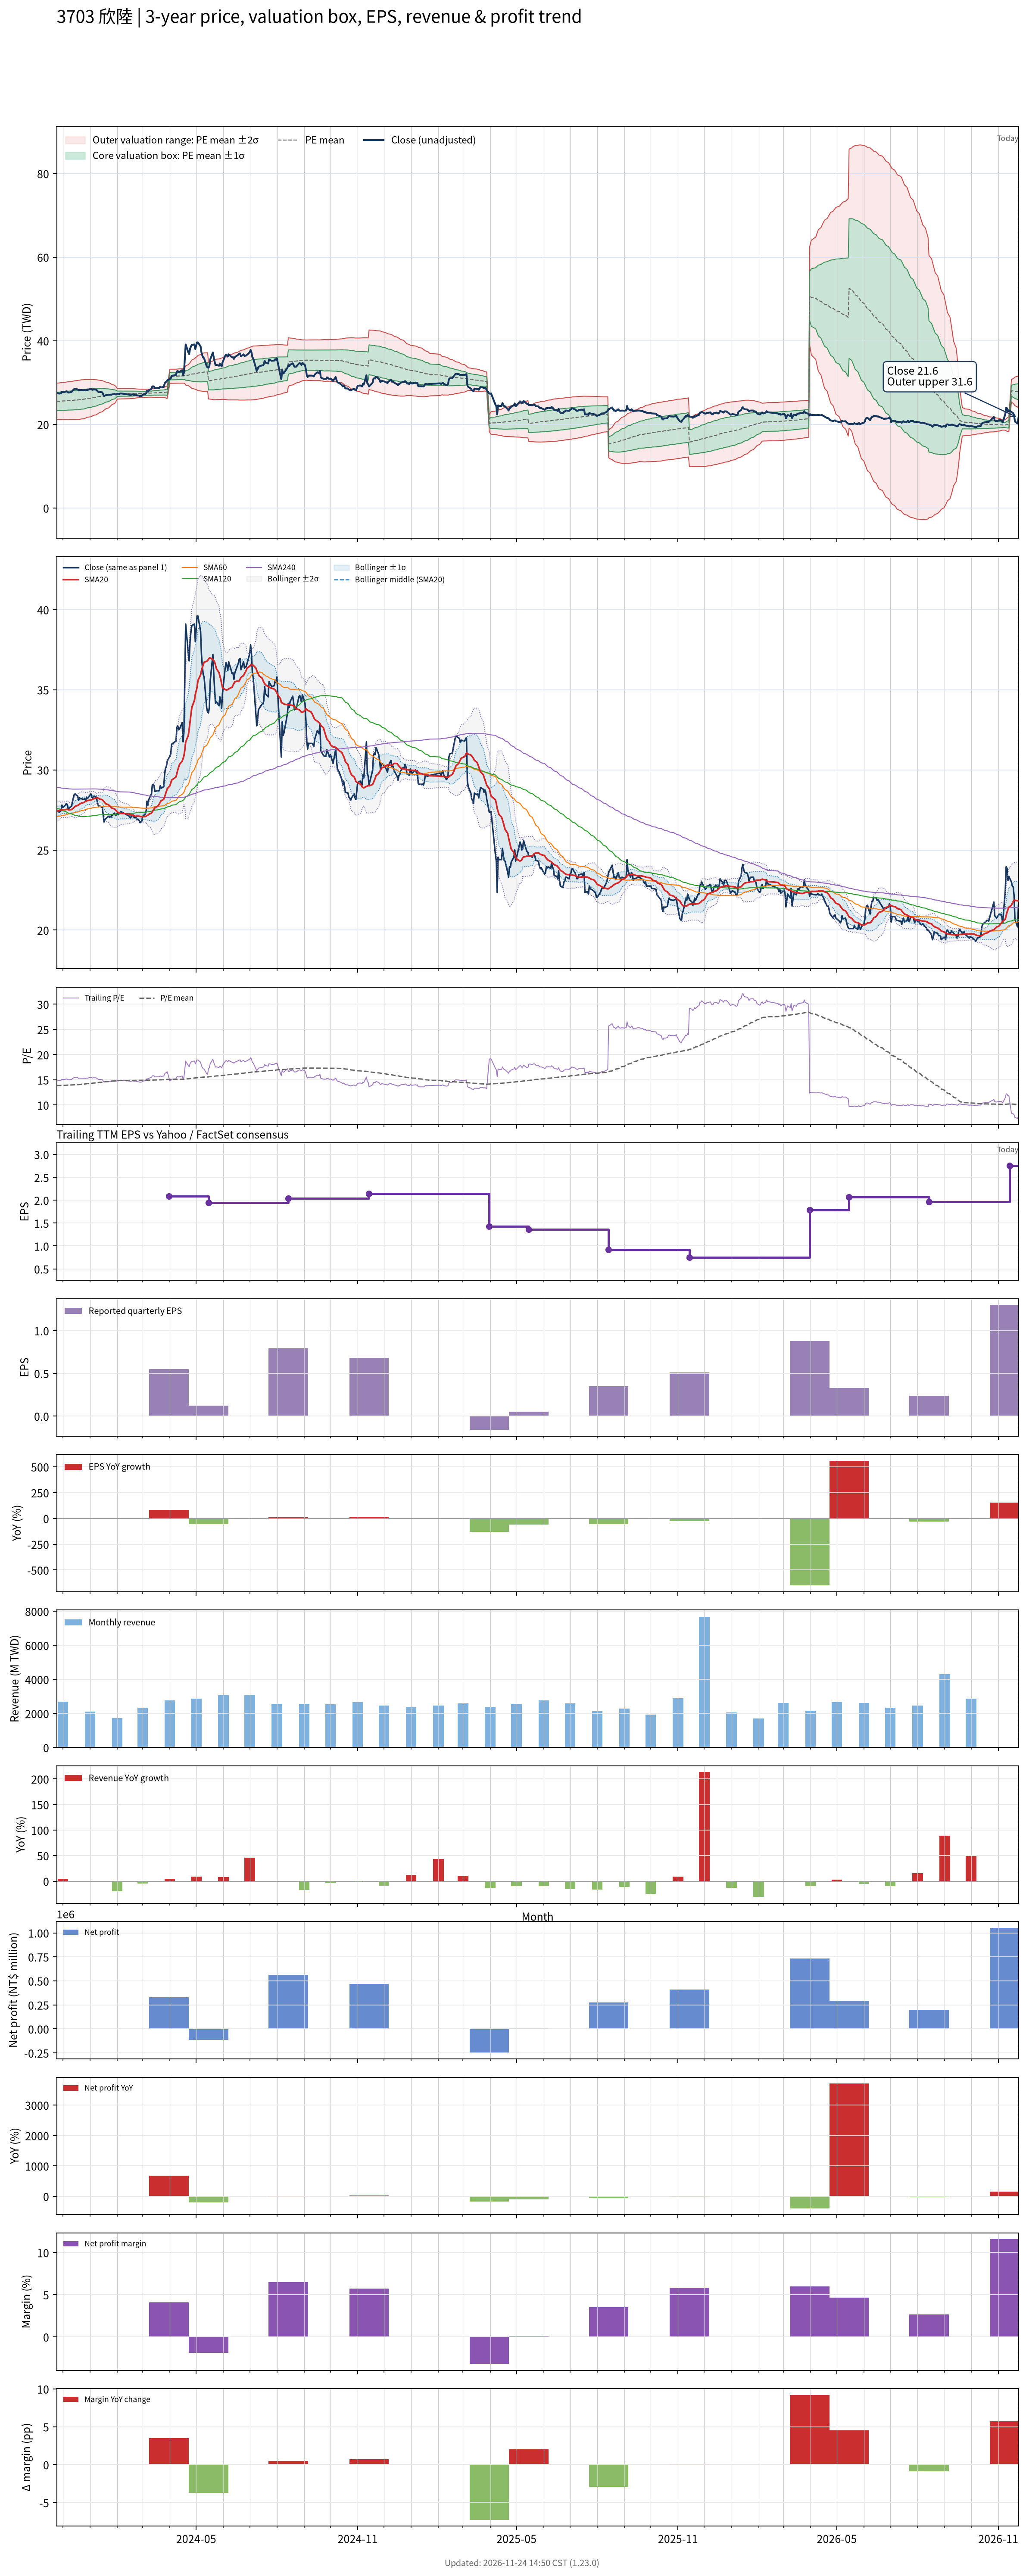 3703 欣陸 | 3-year price, valuation box, EPS, revenue & profit trend
Outer valuation range: PE mean ±2σ
PE mean
Close (unadjusted)
Core valuation box: PE mean ±1σ
Today
80
60
40
20
0
Price (TWD)
Close 21.6
Outer upper 31.6
Close (same as panel 1)
SMA60
SMA240
Bollinger ±1σ
SMA20
SMA120
Bollinger ±2σ
Bollinger middle (SMA20)
40
35
30
25
20
Price
Trailing P/E
P/E mean
30
25
20
15
10
P/E
Trailing TTM EPS vs Yahoo / FactSet consensus
Today
3.0
2.5
2.0
1.5
1.0
0.5
EPS
Reported quarterly EPS
1.0
0.5
0.0
EPS
EPS YoY growth
500
250
0
-250
-500
YoY (%)
Monthly revenue
8000
6000
4000
2000
0
Revenue (M TWD)
Revenue YoY growth
200
150
100
50
0
YoY (%)
Month
1e6
Net profit
1.00
0.75
0.50
0.25
0.00
-0.25
Net profit (NT$ million)
Net profit YoY
3000
2000
1000
0
YoY (%)
Net profit margin
10
5
0
Margin (%)
Margin YoY change
10
5
0
-5
Δ margin (pp)
2024-05
2024-11
2025-05
2025-11
2026-05
2026-11
Updated: 2026-11-24 14:50 CST (1.23.0)